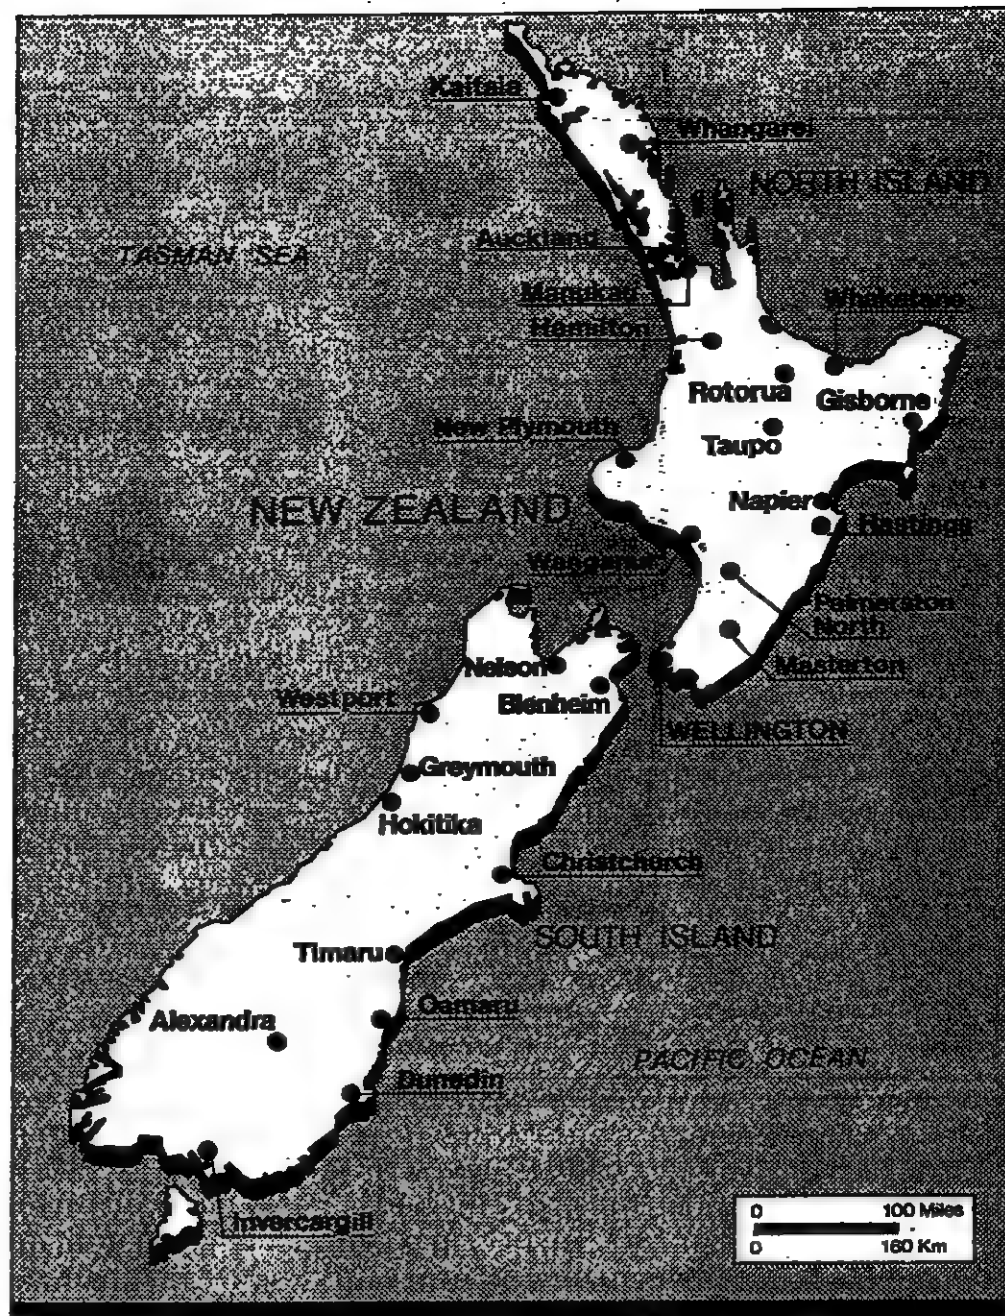 Kaitaia
Whangarei
NORTH ISLAND
TASMAN SEA
Auckland
Manukau
Whakatane
Hamilton
Rotorua
Gisborne
New Plymouth
Taupo
NEW ZEALAND
Napier
Hastings
Wanganui
Palmerston
North
Nelson
Masterton
Westport
Blenheim
WELLINGTON
Greymouth
Hokitika
Christchurch
SOUTH ISLAND
Timaru
Oamaru
Alexandra
PACIFIC OCEAN
Dunedin
Invercargill
0 100 Miles
0 160 Km